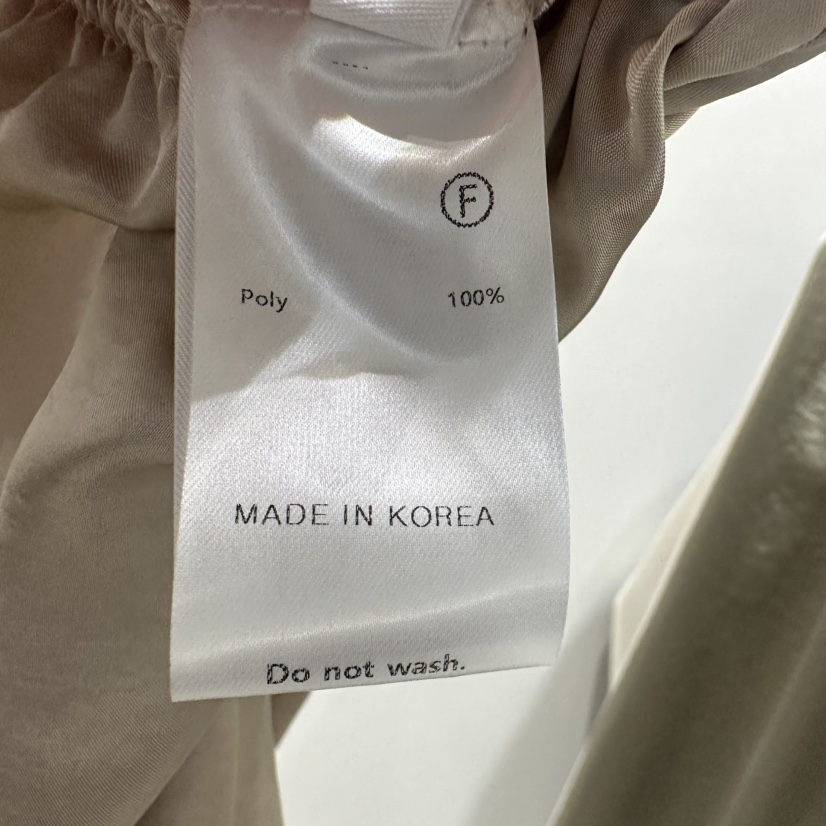 F
Poly 100%
MADE IN KOREA
Do not wash.